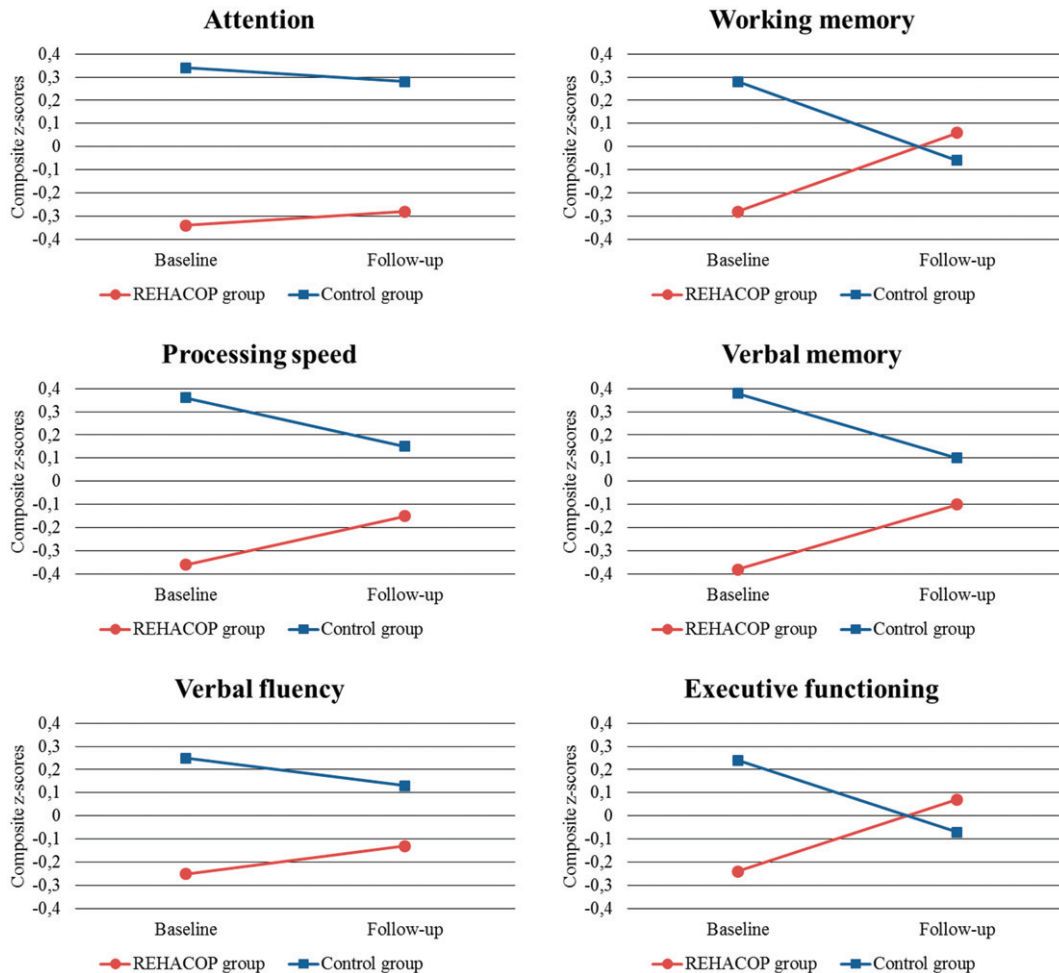 Attention
Composite z-scores
0,4
0,3
0,2
0,1
0
-0,1
-0,2
-0,3
-0,4
Baseline Follow-up
REHACOP group Control group
Working memory
Composite z-scores
0,4
0,3
0,2
0,1
0
-0,1
-0,2
-0,3
-0,4
Baseline Follow-up
REHACOP group Control group
Processing speed
Composite z-scores
0,4
0,3
0,2
0,1
0
-0,1
-0,2
-0,3
-0,4
Baseline Follow-up
REHACOP group Control group
Verbal memory
Composite z-scores
0,4
0,3
0,2
0,1
0
-0,1
-0,2
-0,3
-0,4
Baseline Follow-up
REHACOP group Control group
Verbal fluency
Composite z-scores
0,4
0,3
0,2
0,1
0
-0,1
-0,2
-0,3
-0,4
Baseline Follow-up
REHACOP group Control group
Executive functioning
Composite z-scores
0,4
0,3
0,2
0,1
0
-0,1
-0,2
-0,3
-0,4
Baseline Follow-up
REHACOP group Control group